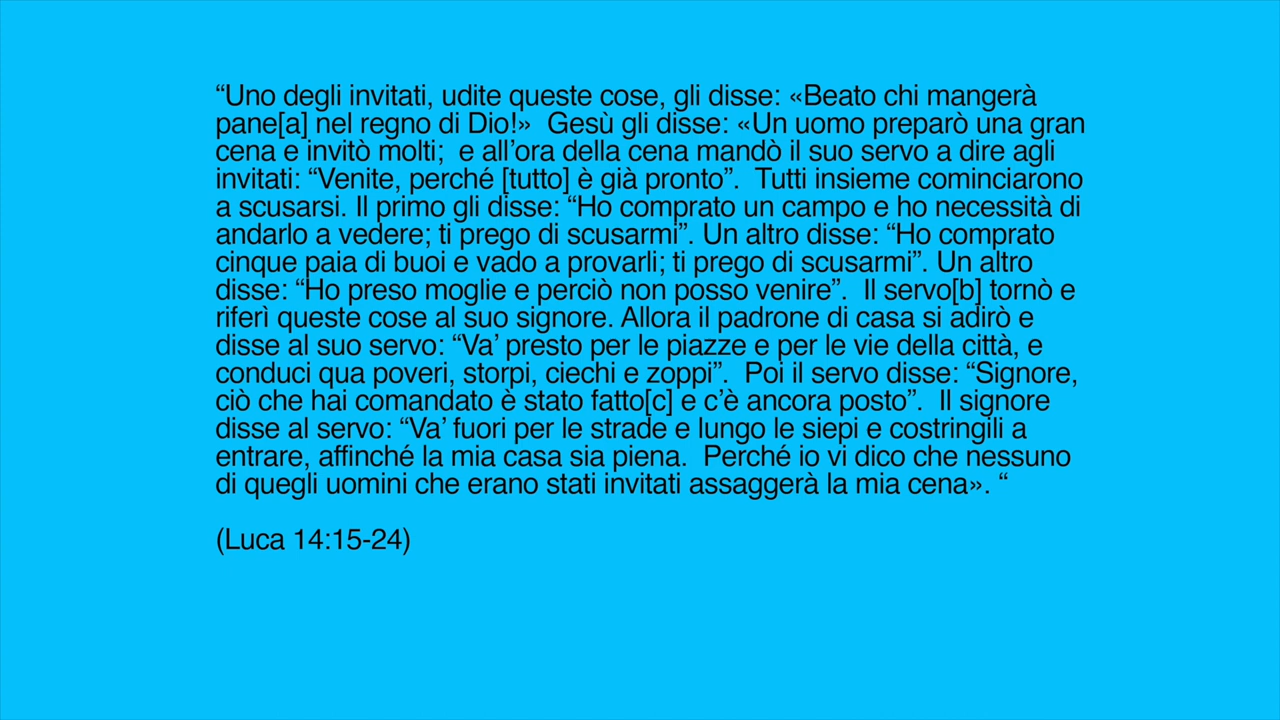 “Uno degli invitati, udite queste cose, gli disse: «Beato chi mangerà
pane[a] nel regno di Dio!»  Gesù gli disse: «Un uomo preparò una gran
cena e invitò molti;  e all’ora della cena mandò il suo servo a dire agli
invitati: “Venite, perché [tutto] è già pronto”.  Tutti insieme cominciarono
a scusarsi. Il primo gli disse: “Ho comprato un campo e ho necessità di
andarlo a vedere; ti prego di scusarmi”. Un altro disse: “Ho comprato
cinque paia di buoi e vado a provarli; ti prego di scusarmi”. Un altro
disse: “Ho preso moglie e perciò non posso venire”.  Il servo[b] tornò e
riferì queste cose al suo signore. Allora il padrone di casa si adirò e
disse al suo servo: “Va’ presto per le piazze e per le vie della città, e
conduci qua poveri, storpi, ciechi e zoppi”.  Poi il servo disse: “Signore,
ciò che hai comandato è stato fatto[c] e c’è ancora posto”.  Il signore
disse al servo: “Va’ fuori per le strade e lungo le siepi e costringili a
entrare, affinché la mia casa sia piena.  Perché io vi dico che nessuno
di quegli uomini che erano stati invitati assaggerà la mia cena». “
(Luca 14:15-24)